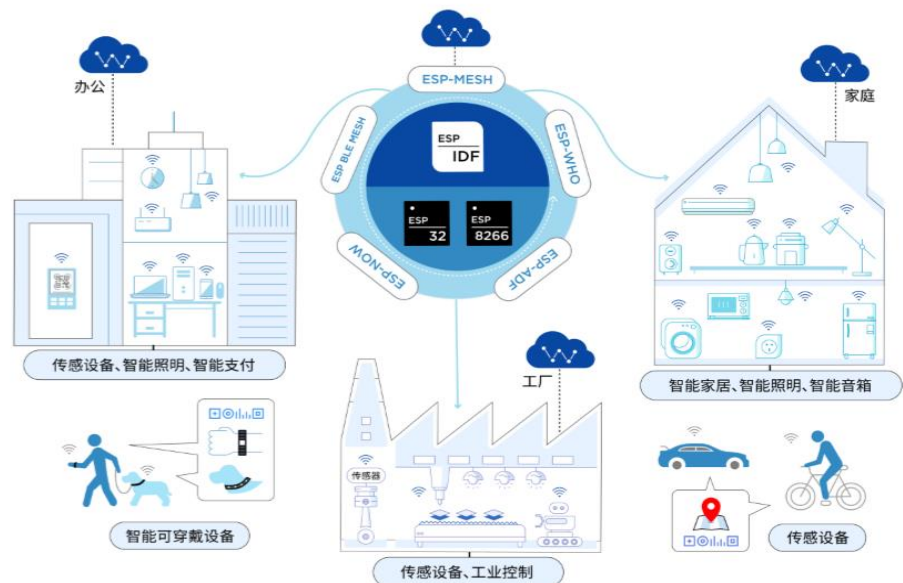 办公
ESP-MESH
家庭
ESP BLE MESH
ESP
IDF
ESP-WHO
ESP
32
ESP
8266
ESP-NOW
ESP-ADF
传感设备、智能照明、智能支付
工厂
智能家居、智能照明、智能音箱
传感器
智能可穿戴设备
传感设备
传感设备、工业控制